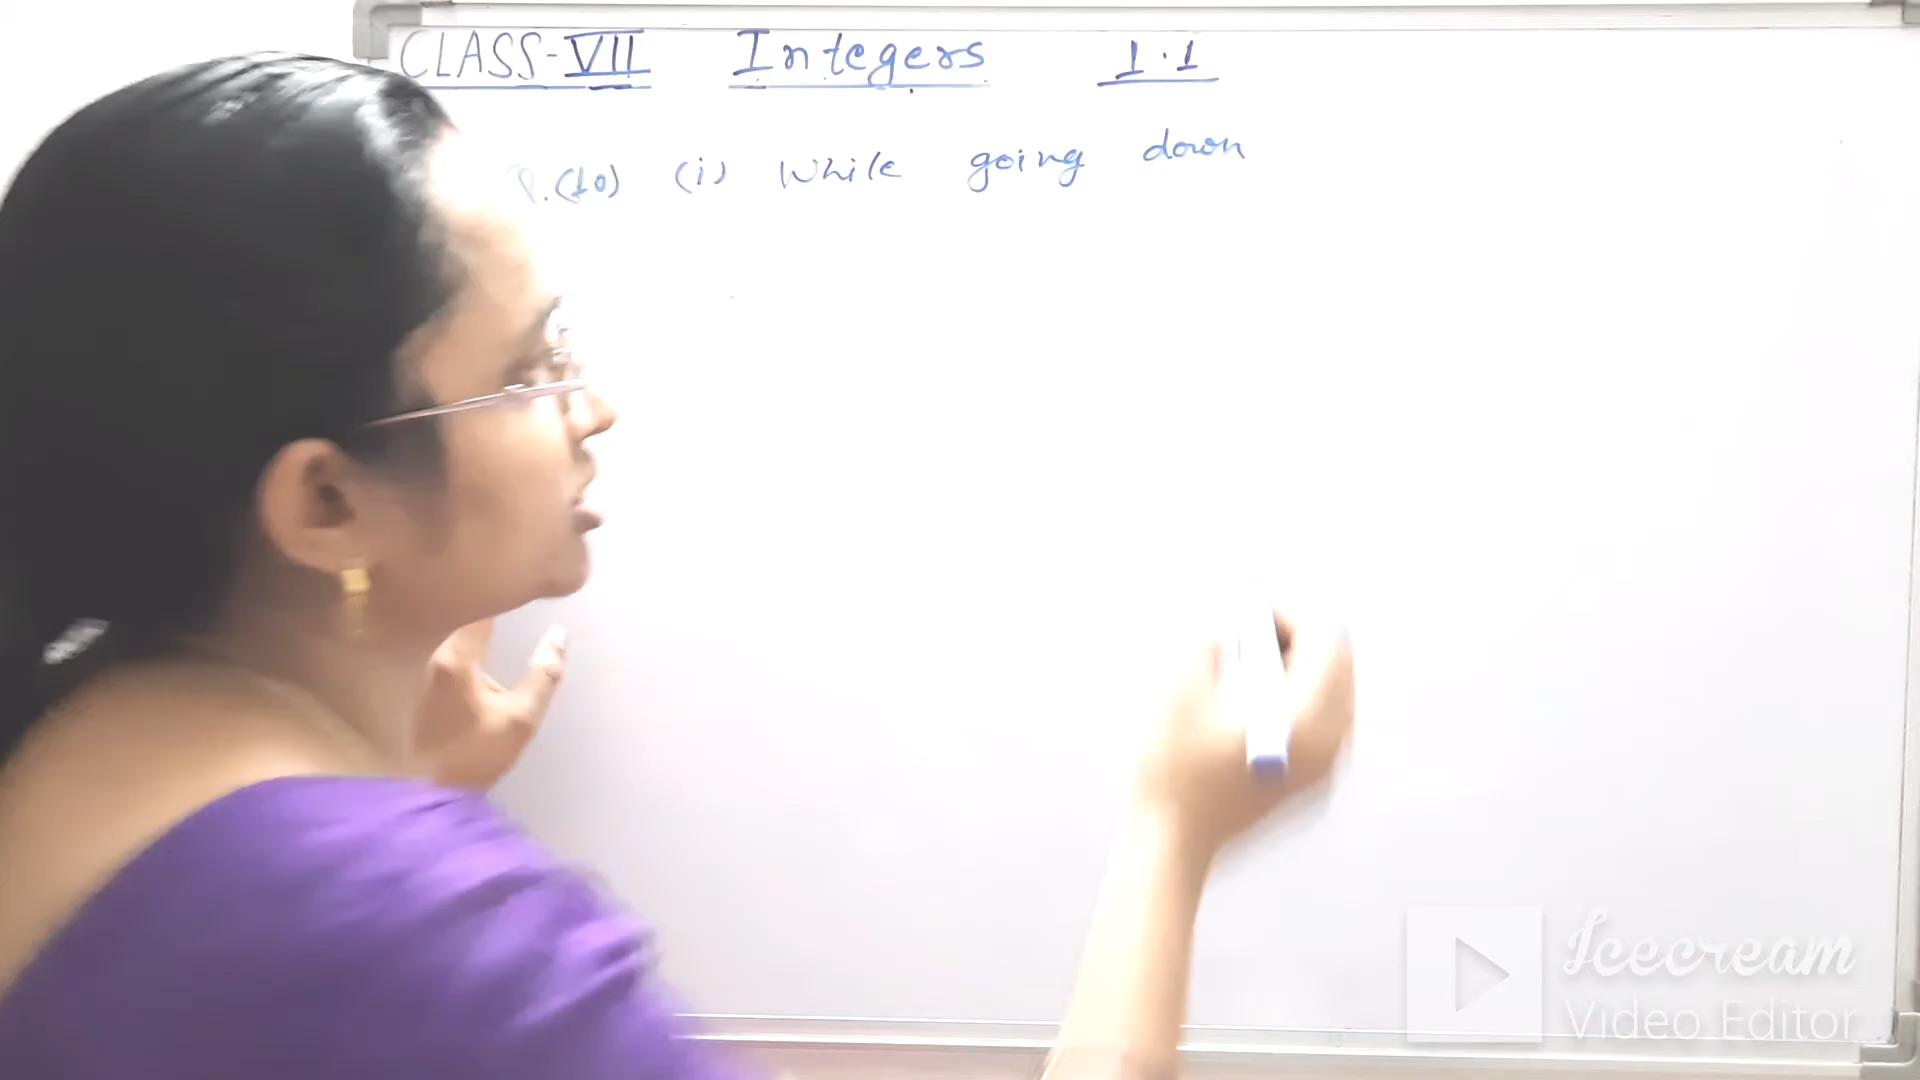 CLASS-VII Integers 1.1
Q.(10) (i) While going down
Icecream
Video Editor